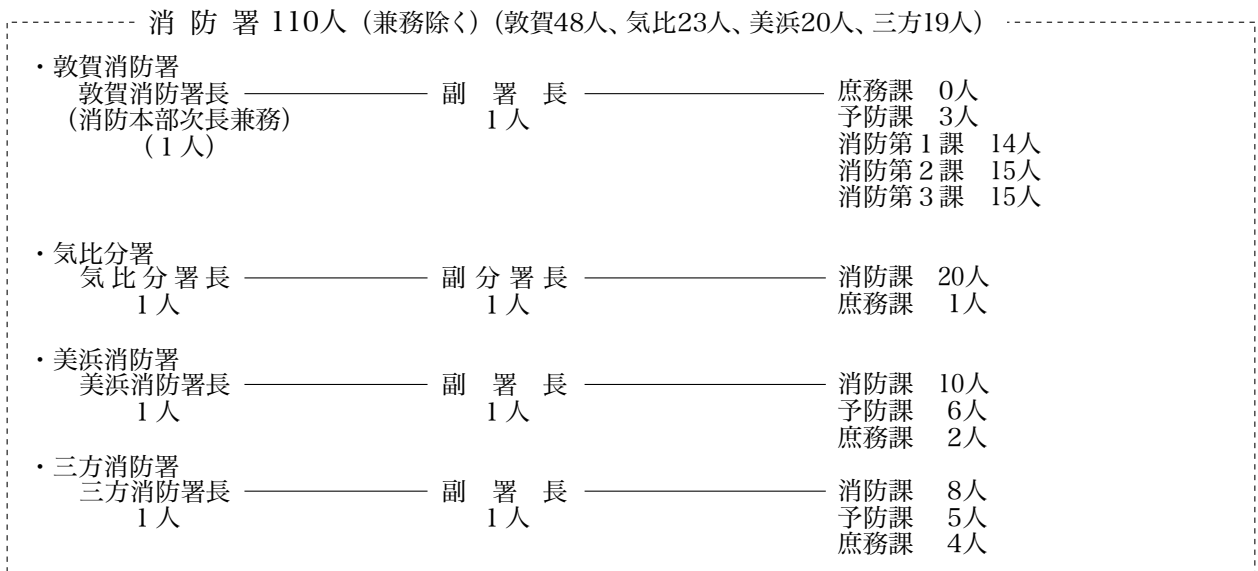 消防署 110人（兼務除く）（敦賀48人、気比23人、美浜20人、三方19人）
・敦賀消防署
敦賀消防署長 副署長 庶務課 0人
(消防本部次長兼務) 1人 予防課 3人
(1人) 消防第1課 14人
消防第2課 15人
消防第3課 15人
・気比分署
気比分署長 副分署長 消防課 20人
1人 1人 庶務課 1人
・美浜消防署
美浜消防署長 副署長 消防課 10人
1人 1人 予防課 6人
庶務課 2人
・三方消防署
三方消防署長 副署長 消防課 8人
1人 1人 予防課 5人
庶務課 4人